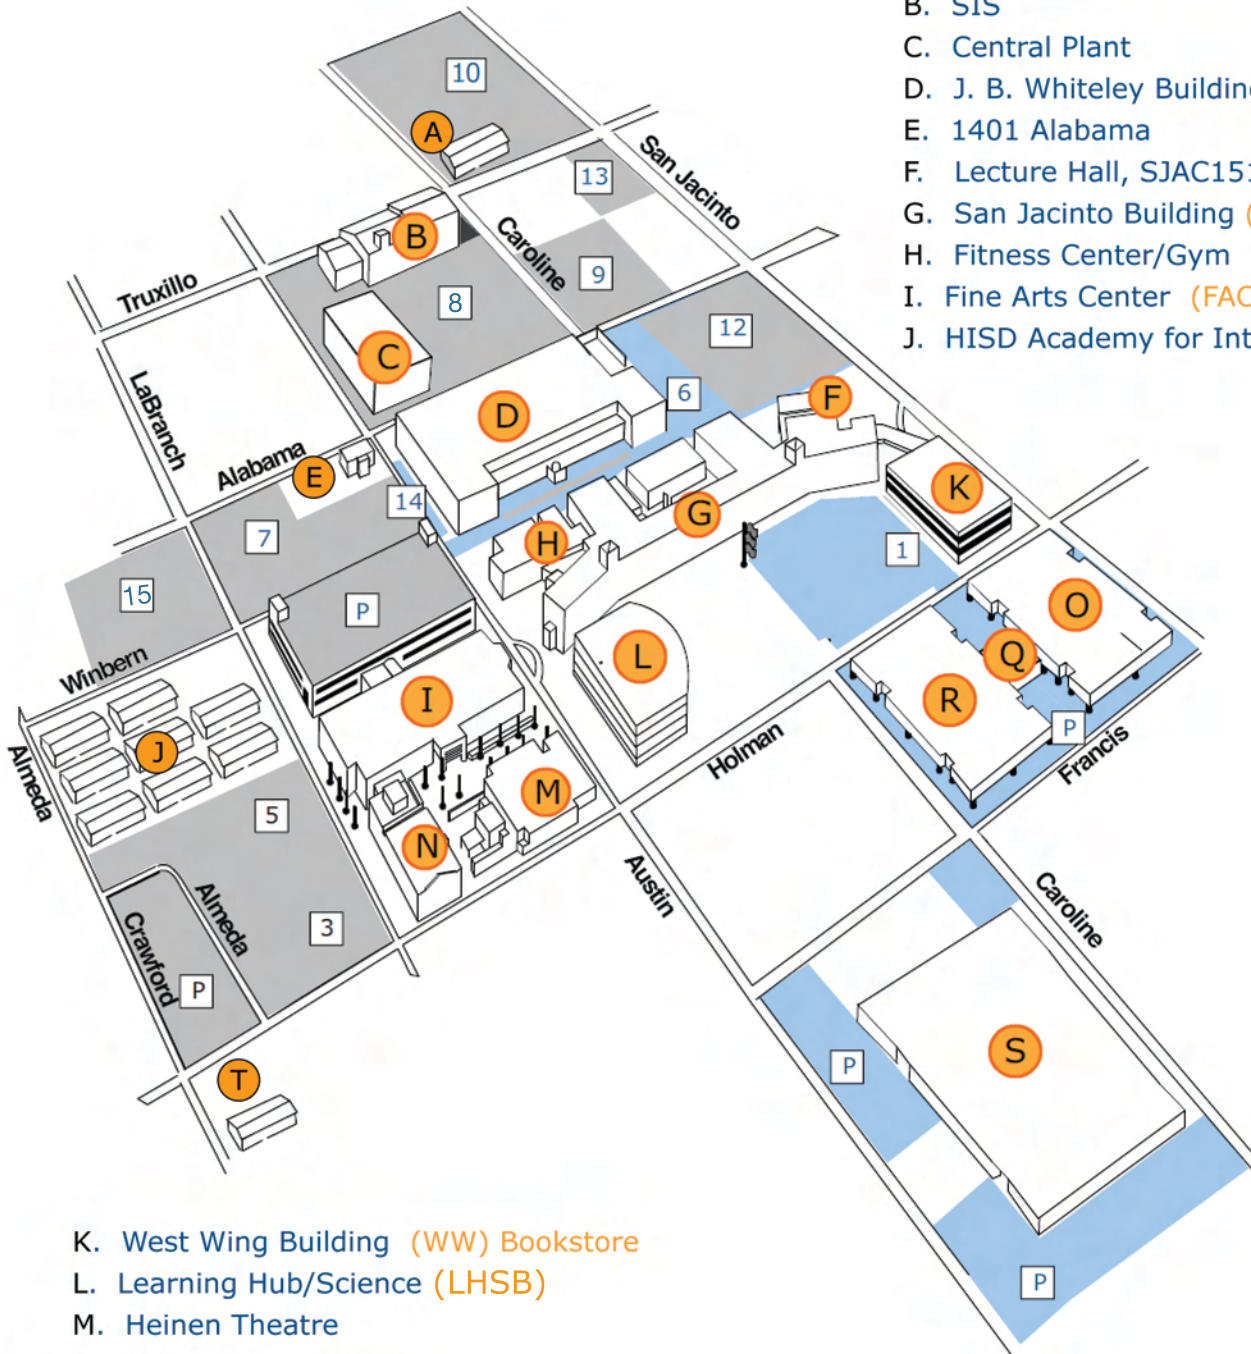 B. SIS
C. Central Plant
D. J. B. Whiteley Building
E. 1401 Alabama
F. Lecture Hall, SJAC151
G. San Jacinto Building (
H. Fitness Center/Gym
I. Fine Arts Center (FAC
J. HISD Academy for Int
10
A
13
San Jacinto
B
Caroline
9
Truxillo
8
12
C
LaBranch
D
6
F
Alabama
E
14
K
G
7
H
1
15
P
O
Winbern
L
Q
I
R
P
J
Almeda
Holman
Francis
M
5
N
Austin
Almeda
Caroline
3
Crawford
P
S
T
P
P
K. West Wing Building (WW) Bookstore
L. Learning Hub/Science (LHSB)
M. Heinen Theatre